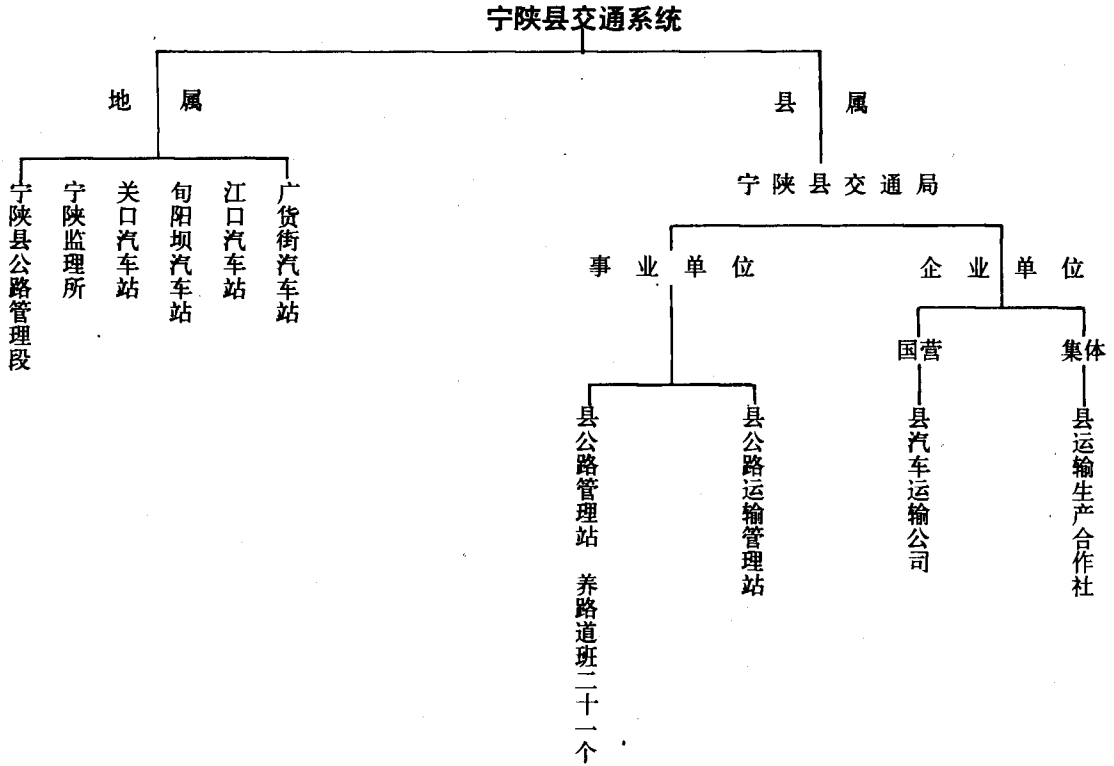 宁陕县交通系统
地属
县属
宁陕县公路管理段
宁陕监理所
关口汽车站
旬阳坝汽车站
江口汽车站
广货街汽车站
宁陕县交通局
事业单位
企业单位
国营
集体
县公路管理站 养路道班二十一个
县公路运输管理站
县汽车运输公司
县运输生产合作社